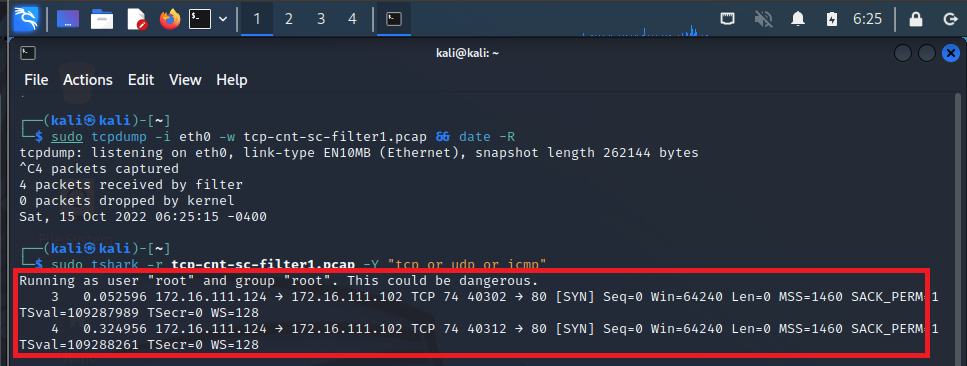 1 2 3 4 6:25
kali@kali: ~
File Actions Edit View Help
┌──(kali㉿kali)-[~]
└─$ sudo tcpdump -i eth0 -w tcp-cnt-sc-filter1.pcap && date -R
tcpdump: listening on eth0, link-type EN10MB (Ethernet), snapshot length 262144 bytes
^C4 packets captured
4 packets received by filter
0 packets dropped by kernel
Sat, 15 Oct 2022 06:25:15 -0400
┌──(kali㉿kali)-[~]
└─$ sudo tshark -r tcp-cnt-sc-filter1.pcap -Y "tcp or udp or icmp"
Running as user "root" and group "root". This could be dangerous.
3 0.052596 172.16.111.124 → 172.16.111.102 TCP 74 40302 → 80 [SYN] Seq=0 Win=64240 Len=0 MSS=1460 SACK_PERM=1
TSval=109287989 TSecr=0 WS=128
4 0.324956 172.16.111.124 → 172.16.111.102 TCP 74 40312 → 80 [SYN] Seq=0 Win=64240 Len=0 MSS=1460 SACK_PERM=1
TSval=109288261 TSecr=0 WS=128